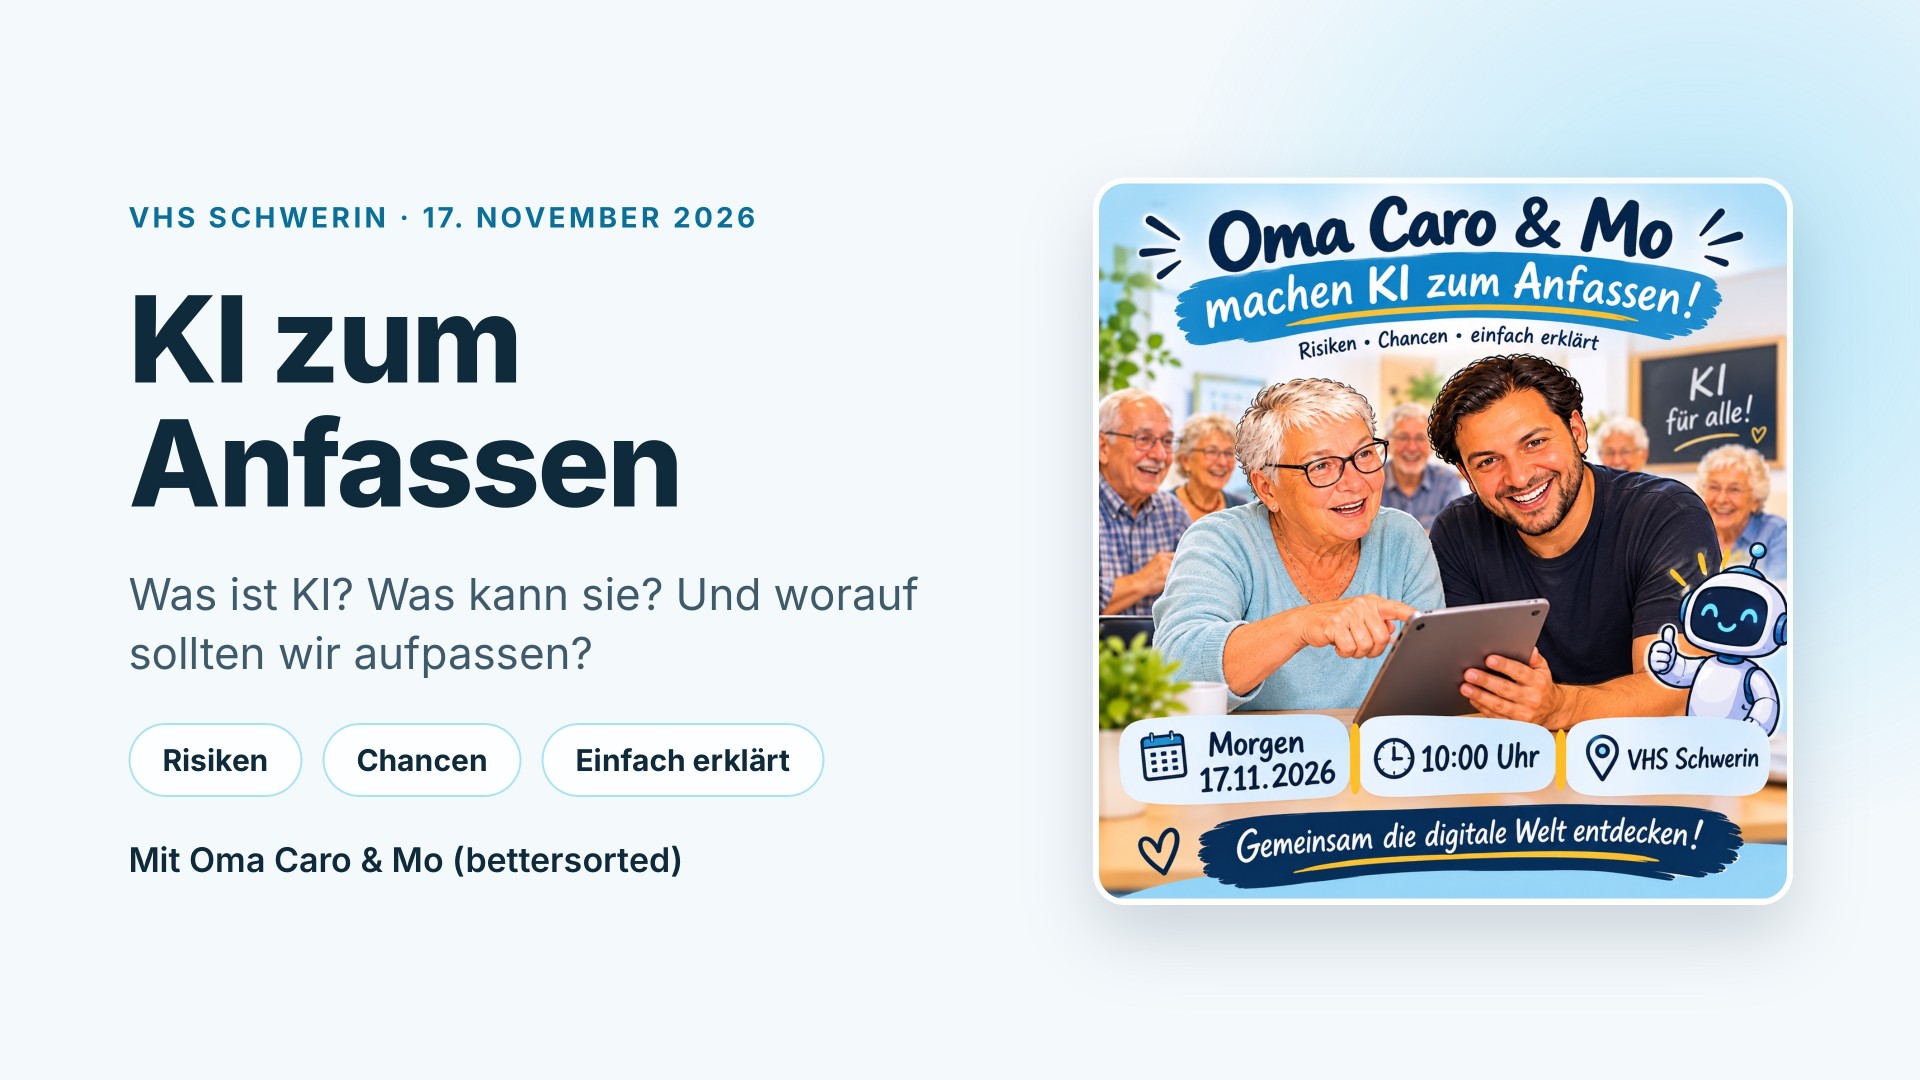 VHS SCHWERIN · 17. NOVEMBER 2026
KI zum
Anfassen
Was ist KI? Was kann sie? Und worauf
sollten wir aufpassen?
Risiken
Chancen
Einfach erklärt
Mit Oma Caro & Mo (bettersorted)
Oma Caro & Mo
machen KI zum Anfassen!
Risiken • Chancen • einfach erklärt
KI
für alle!
Morgen
17.11.2026
10:00 Uhr
VHS Schwerin
Gemeinsam die digitale Welt entdecken!